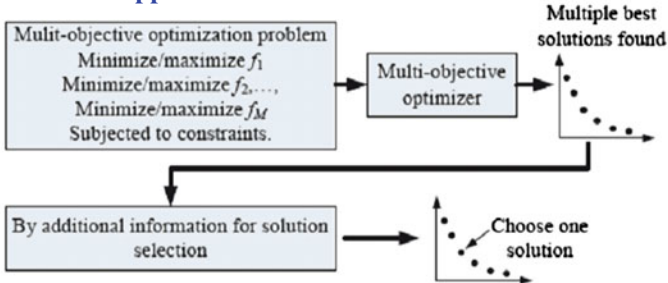 Mulit-objective optimization problem
Minimize/maximize f1
Minimize/maximize f2,…,
Minimize/maximize fM
Subjected to constraints.
Multi-objective
optimizer
Multiple best
solutions found
By additional information for solution
selection
Choose one
solution